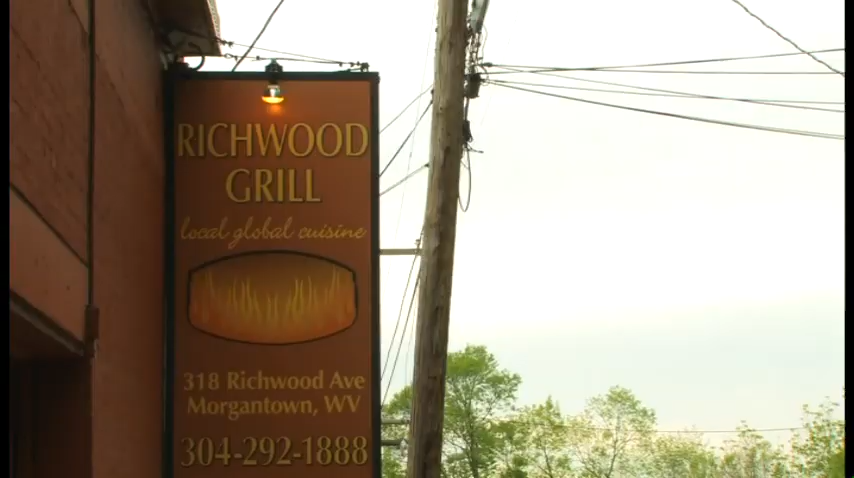 RICHWOOD
GRILL
local global cuisine
318 Richwood Ave
Morgantown, WV
304-292-1888